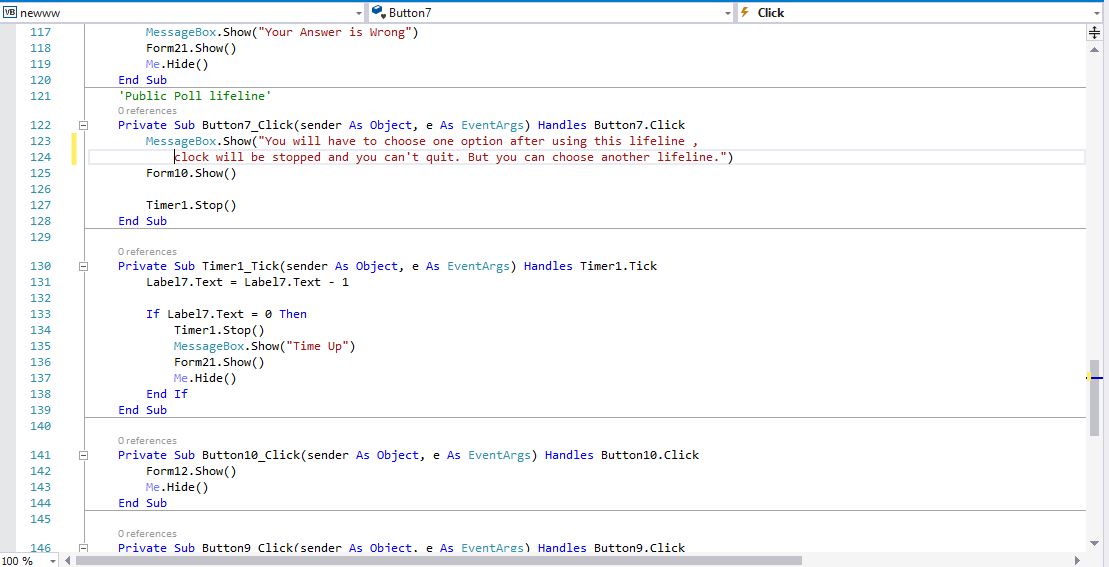 newww Button7 Click
117 MessageBox.Show("Your Answer is Wrong")
118 Form21.Show()
119 Me.Hide()
120 End Sub
121 'Public Poll lifeline'
0 references
122 Private Sub Button7_Click(sender As Object, e As EventArgs) Handles Button7.Click
123 MessageBox.Show("You will have to choose one option after using this lifeline ,
124 clock will be stopped and you can't quit. But you can choose another lifeline.")
125 Form10.Show()
126
127 Timer1.Stop()
128 End Sub
129
0 references
130 Private Sub Timer1_Tick(sender As Object, e As EventArgs) Handles Timer1.Tick
131 Label7.Text = Label7.Text - 1
132
133 If Label7.Text = 0 Then
134 Timer1.Stop()
135 MessageBox.Show("Time Up")
136 Form21.Show()
137 Me.Hide()
138 End If
139 End Sub
140
0 references
141 Private Sub Button10_Click(sender As Object, e As EventArgs) Handles Button10.Click
142 Form12.Show()
143 Me.Hide()
144 End Sub
145
0 references
146 Private Sub Button9_Click(sender As Object, e As EventArgs) Handles Button9.Click
100 %